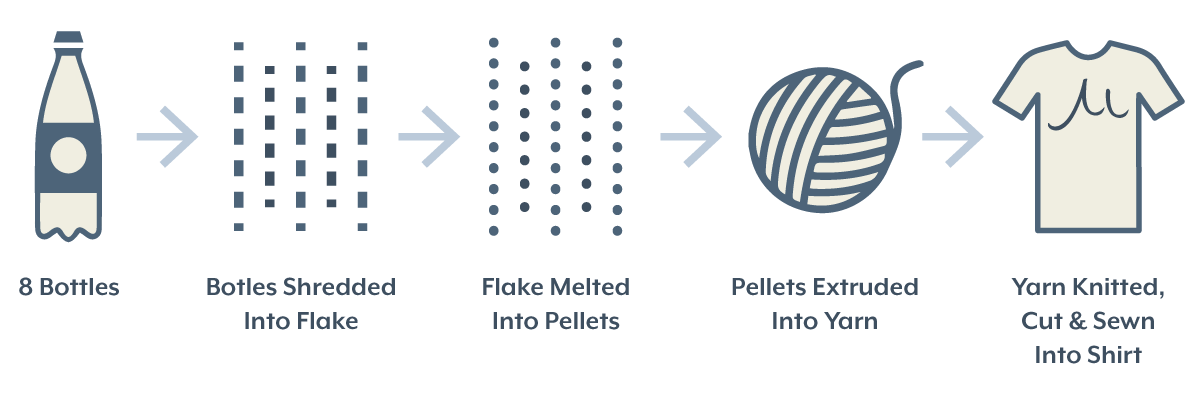 8 Bottles
Botles Shredded
Into Flake
Flake Melted
Into Pellets
Pellets Extruded
Into Yarn
Yarn Knitted,
Cut & Sewn
Into Shirt